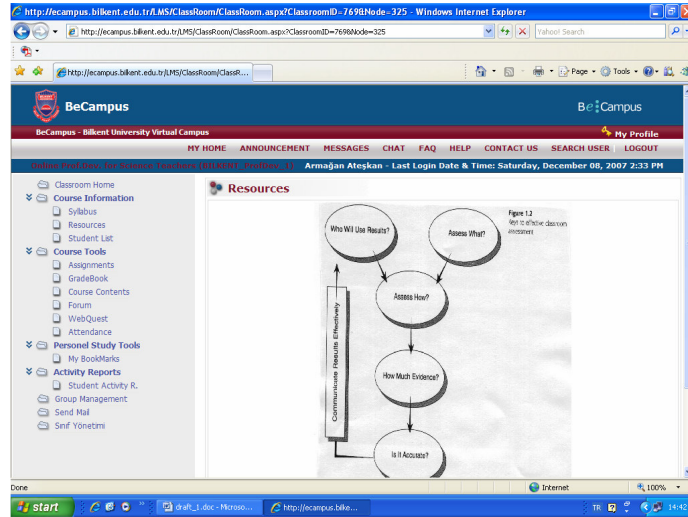 http://ecampus.bilkent.edu.tr/LMS/ClassRoom/ClassRoom.aspx?ClassroomID=769&Node=325 - Windows Internet Explorer
http://ecampus.bilkent.edu.tr/LMS/ClassRoom/ClassRoom.aspx?ClassroomID=769&Node=325
Yahoo! Search
http://ecampus.bilkent.edu.tr/LMS/ClassRoom/ClassR...
Page
Tools
BeCampus
Be Campus
BeCampus - Bilkent University Virtual Campus
My Profile
MY HOME ANNOUNCEMENT MESSAGES CHAT FAQ HELP CONTACT US SEARCH USER LOGOUT
Armağan Ateşkan - Last Login Date & Time: Saturday, December 08, 2007 2:33 PM
Classroom Home
Course Information
Syllabus
Resources
Student List
Course Tools
Assignments
GradeBook
Course Contents
Forum
WebQuest
Attendance
Personel Study Tools
My BookMarks
Activity Reports
Student Activity R.
Group Management
Send Mail
Sınıf Yönetimi
Resources
Figure 1.2
Keys to effective classroom
assessment
Who Will Use Results?
Assess What?
Assess How?
Communicate Results Effectively
How Much Evidence?
Is It Accurate?
Done
Internet
100%
start
draft_1.doc - Microso...
http://ecampus.bilke...
TR
14:42